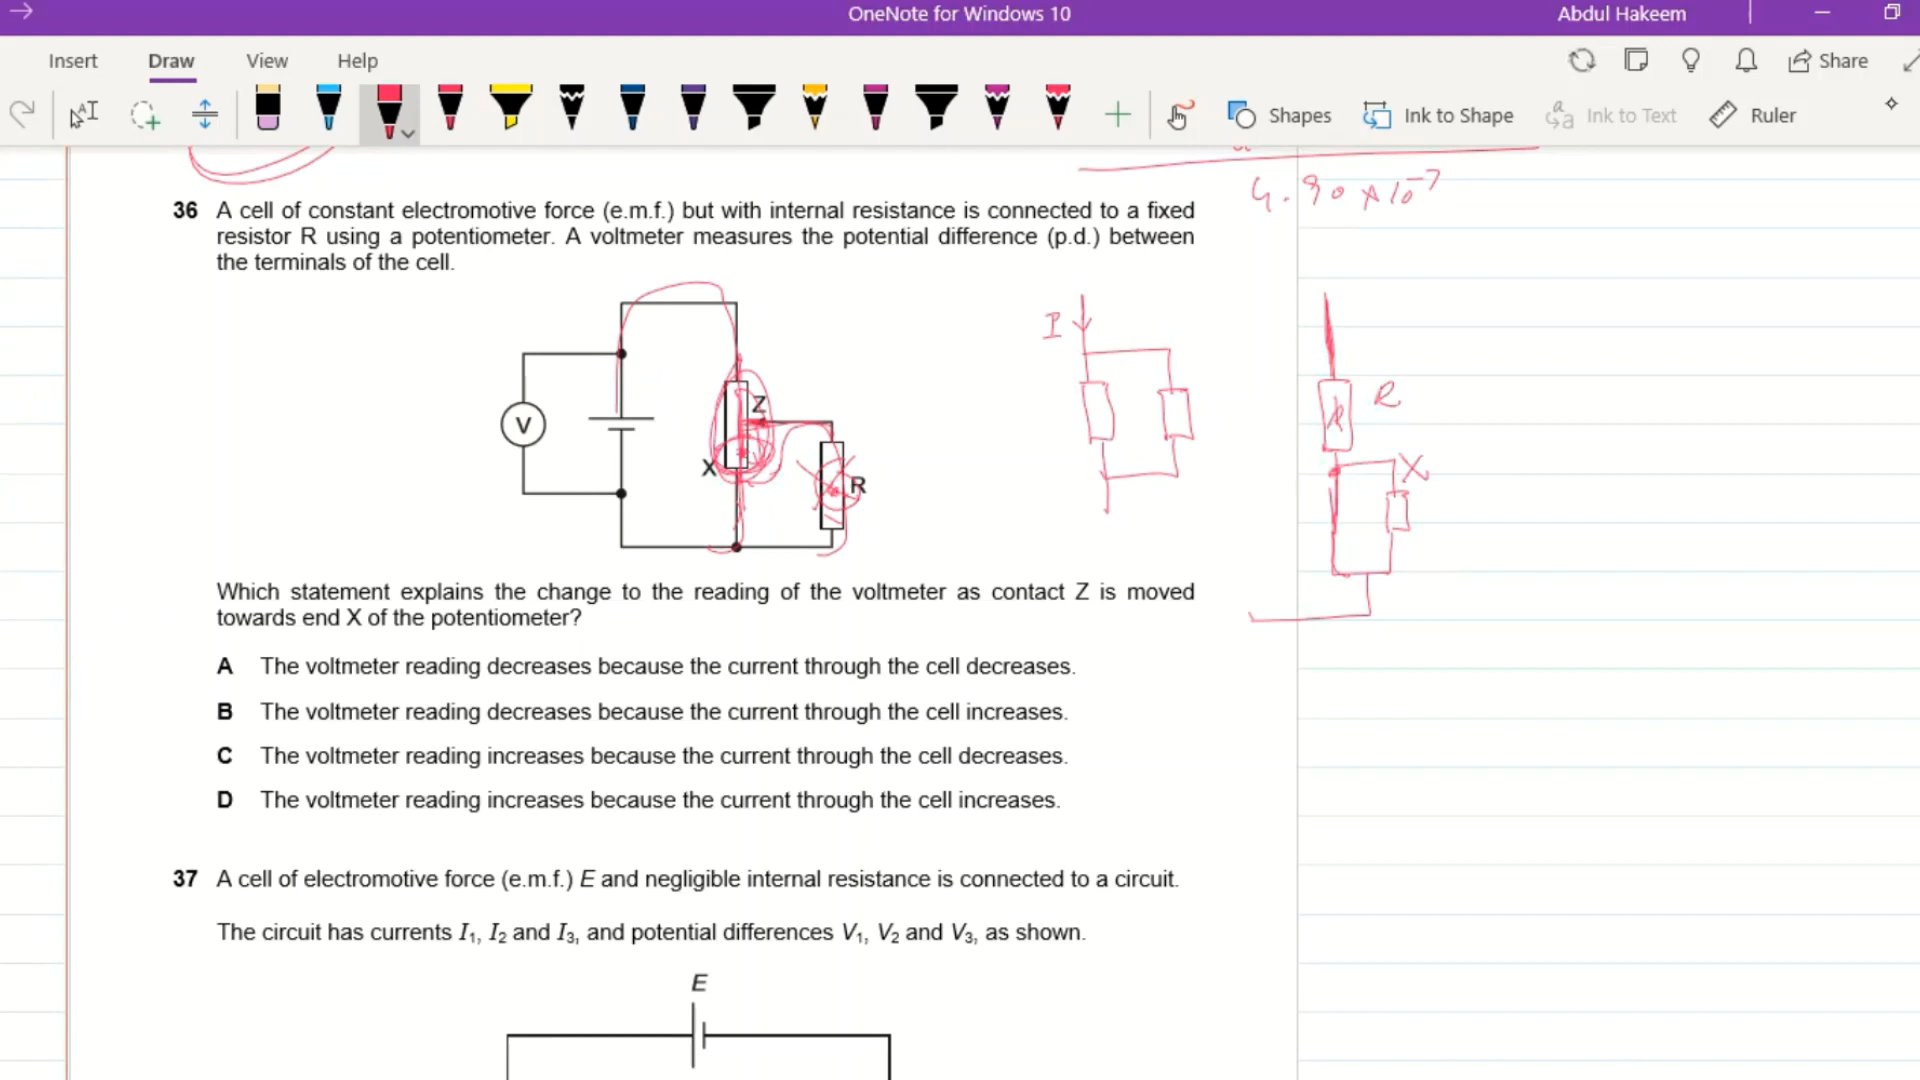 OneNote for Windows 10
Abdul Hakeem
Insert
Draw
View
Help
Share
Shapes
Ink to Shape
Ink to Text
Ruler
4.90 x 10^-7
36 A cell of constant electromotive force (e.m.f.) but with internal resistance is connected to a fixed
resistor R using a potentiometer. A voltmeter measures the potential difference (p.d.) between
the terminals of the cell.
V
Z
X
R
I
R
R
X
Which statement explains the change to the reading of the voltmeter as contact Z is moved
towards end X of the potentiometer?
A The voltmeter reading decreases because the current through the cell decreases.
B The voltmeter reading decreases because the current through the cell increases.
C The voltmeter reading increases because the current through the cell decreases.
D The voltmeter reading increases because the current through the cell increases.
37 A cell of electromotive force (e.m.f.) E and negligible internal resistance is connected to a circuit.
The circuit has currents I₁, I₂ and I₃, and potential differences V₁, V₂ and V₃, as shown.
E